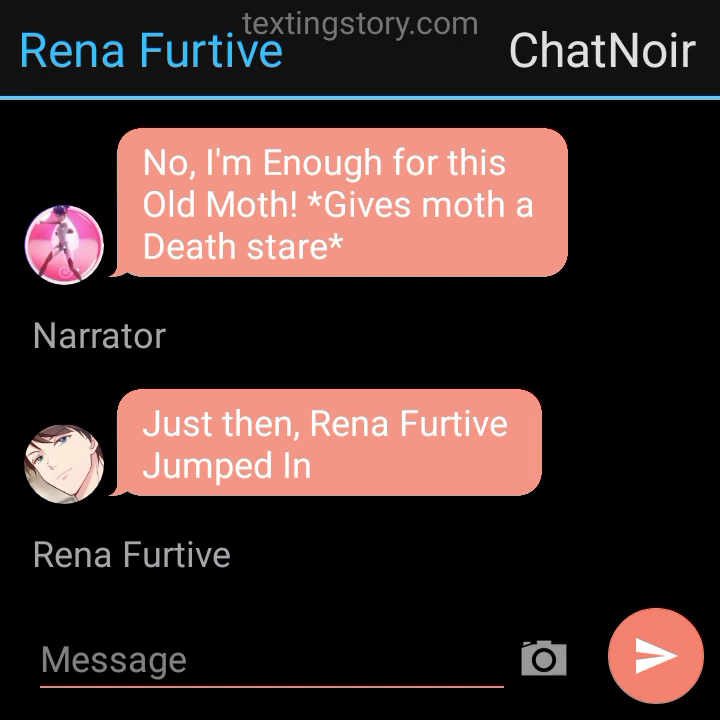 textingstory.com
Rena Furtive
ChatNoir
No, I'm Enough for this
Old Moth! *Gives moth a
Death stare*
Narrator
Just then, Rena Furtive
Jumped In
Rena Furtive
Message